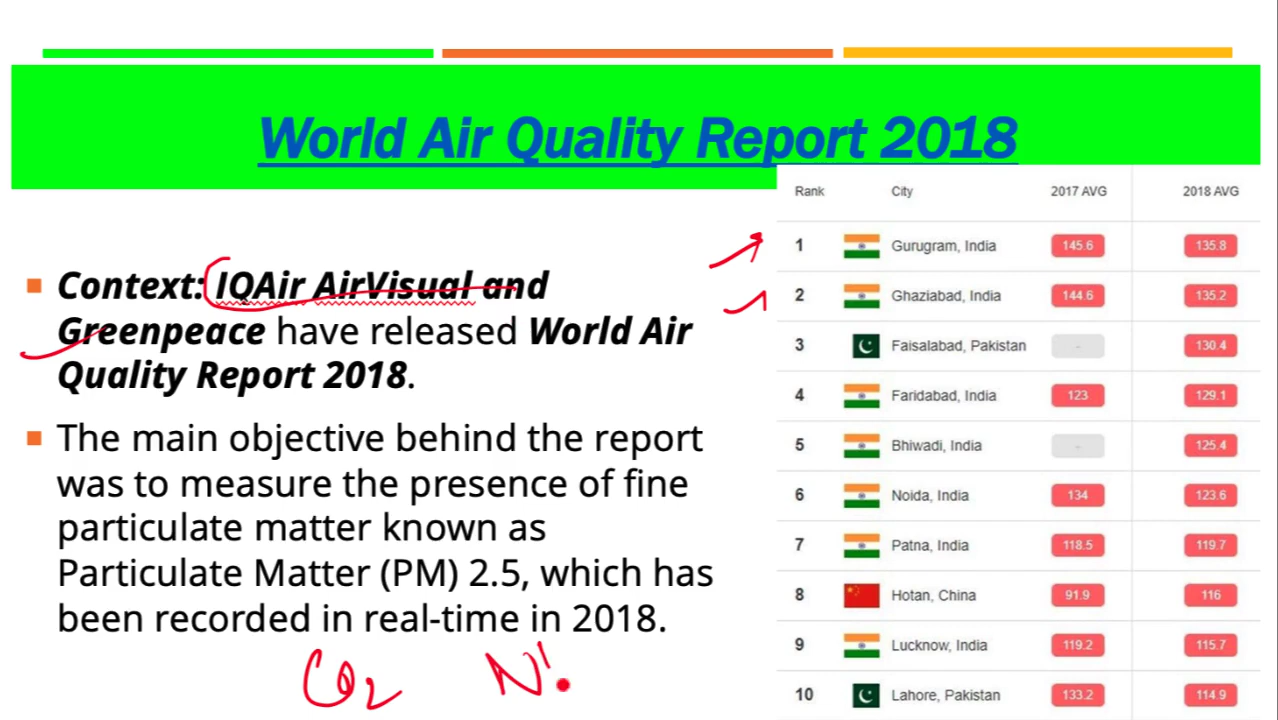 World Air Quality Report 2018
Context: IQAir AirVisual and
Greenpeace have released World Air
Quality Report 2018.
The main objective behind the report
was to measure the presence of fine
particulate matter known as
Particulate Matter (PM) 2.5, which has
been recorded in real-time in 2018.
CO2
Rank City 2017 AVG 2018 AVG
1 Gurugram, India 145.6 135.8
2 Ghaziabad, India 144.6 135.2
3 Faisalabad, Pakistan - 130.4
4 Faridabad, India 123 129.1
5 Bhiwadi, India - 125.4
6 Noida, India 134 123.6
7 Patna, India 118.5 119.7
8 Hotan, China 91.9 116
9 Lucknow, India 119.2 115.7
10 Lahore, Pakistan 133.2 114.9